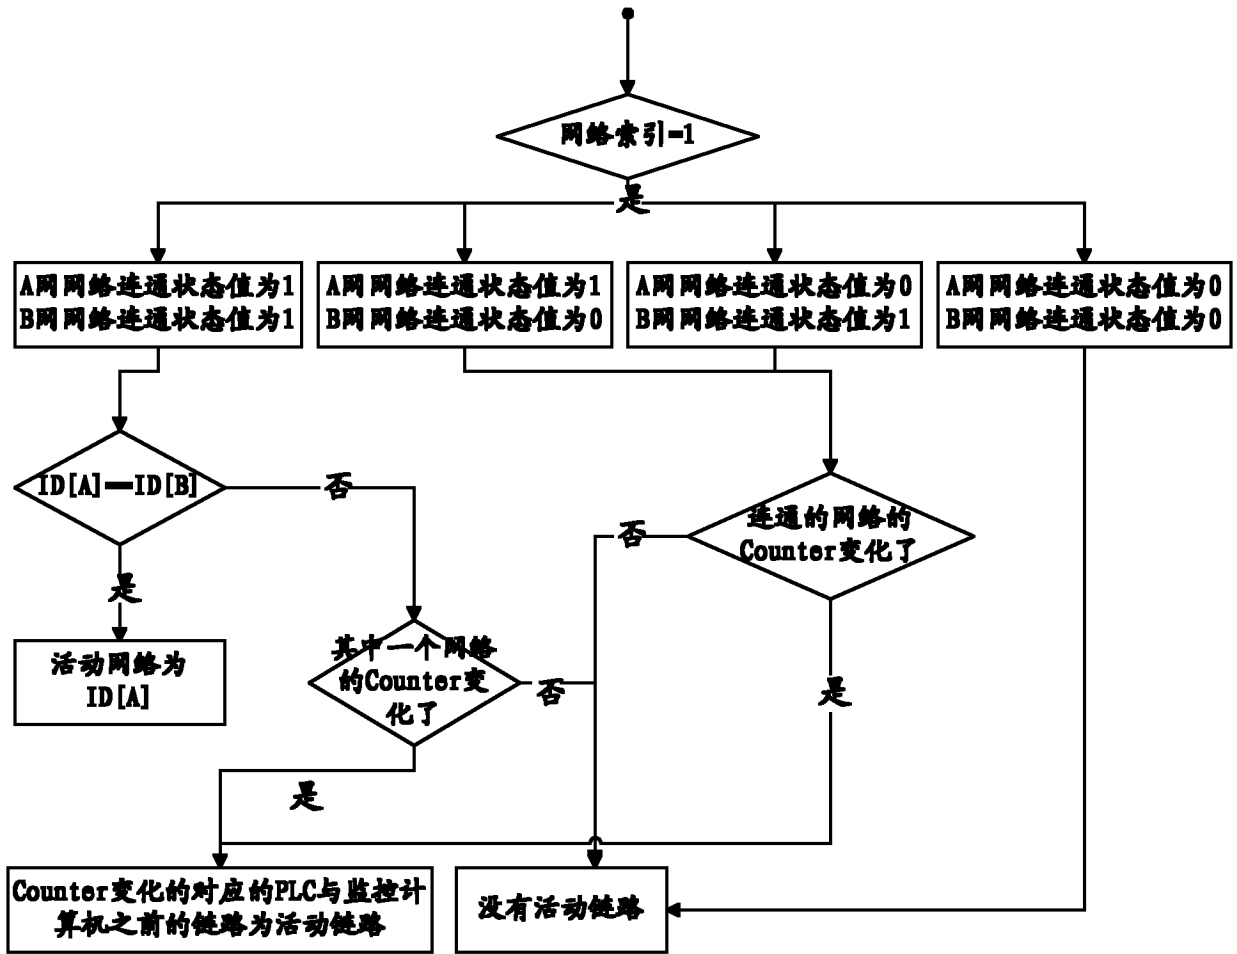 网络索引=1
是
A网网络连通状态值为1
B网网络连通状态值为1
A网网络连通状态值为1
B网网络连通状态值为0
A网网络连通状态值为0
B网网络连通状态值为1
A网网络连通状态值为0
B网网络连通状态值为0
ID[A]==ID[B]
否
否
连通的网络的
Counter变化了
是
活动网络为
ID[A]
其中一个网络
的Counter变
化了
否
是
是
Counter变化的对应的PLC与监控计
算机之前的链路为活动链路
没有活动链路